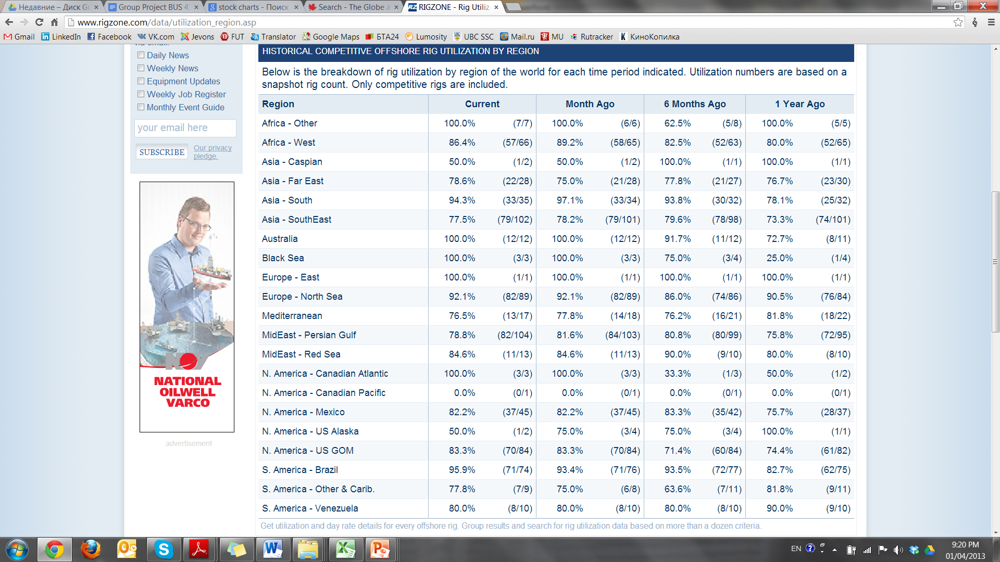 Недавние – Диск Go
Group Project BUS 4
stock charts - Поиск
Search - The Globe a
RIGZONE - Rig Utiliz
www.rigzone.com/data/utilization_region.asp
Gmail LinkedIn Facebook VK.com Jevons FUT Translator Google Maps БТА24 Lumosity UBC SSC Mail.ru MU Rutracker КиноКопилка
Daily News
Weekly News
Equipment Updates
Weekly Job Register
Monthly Event Guide
your email here
SUBSCRIBE
Our privacy
pledge.
NOV
NATIONAL
OILWELL
VARCO
advertisement
HISTORICAL COMPETITIVE OFFSHORE RIG UTILIZATION BY REGION
Below is the breakdown of rig utilization by region of the world for each time period indicated. Utilization numbers are based on a
snapshot rig count. Only competitive rigs are included.
Region Current Month Ago 6 Months Ago 1 Year Ago
Africa - Other 100.0% (7/7) 100.0% (6/6) 62.5% (5/8) 100.0% (5/5)
Africa - West 86.4% (57/66) 89.2% (58/65) 82.5% (52/63) 80.0% (52/65)
Asia - Caspian 50.0% (1/2) 50.0% (1/2) 100.0% (1/1) 100.0% (1/1)
Asia - Far East 78.6% (22/28) 75.0% (21/28) 77.8% (21/27) 76.7% (23/30)
Asia - South 94.3% (33/35) 97.1% (33/34) 93.8% (30/32) 78.1% (25/32)
Asia - SouthEast 77.5% (79/102) 78.2% (79/101) 79.6% (78/98) 73.3% (74/101)
Australia 100.0% (12/12) 100.0% (12/12) 91.7% (11/12) 72.7% (8/11)
Black Sea 100.0% (3/3) 100.0% (3/3) 75.0% (3/4) 25.0% (1/4)
Europe - East 100.0% (1/1) 100.0% (1/1) 100.0% (1/1) 100.0% (1/1)
Europe - North Sea 92.1% (82/89) 92.1% (82/89) 86.0% (74/86) 90.5% (76/84)
Mediterranean 76.5% (13/17) 77.8% (14/18) 76.2% (16/21) 81.8% (18/22)
MidEast - Persian Gulf 78.8% (82/104) 81.6% (84/103) 80.8% (80/99) 75.8% (72/95)
MidEast - Red Sea 84.6% (11/13) 84.6% (11/13) 90.0% (9/10) 80.0% (8/10)
N. America - Canadian Atlantic 100.0% (3/3) 100.0% (3/3) 33.3% (1/3) 50.0% (1/2)
N. America - Canadian Pacific 0.0% (0/1) 0.0% (0/1) 0.0% (0/1) 0.0% (0/1)
N. America - Mexico 82.2% (37/45) 82.2% (37/45) 83.3% (35/42) 75.7% (28/37)
N. America - US Alaska 50.0% (1/2) 75.0% (3/4) 75.0% (3/4) 100.0% (1/1)
N. America - US GOM 83.3% (70/84) 83.3% (70/84) 71.4% (60/84) 74.4% (61/82)
S. America - Brazil 95.9% (71/74) 93.4% (71/76) 93.5% (72/77) 82.7% (62/75)
S. America - Other & Carib. 77.8% (7/9) 75.0% (6/8) 63.6% (7/11) 81.8% (9/11)
S. America - Venezuela 80.0% (8/10) 80.0% (8/10) 80.0% (8/10) 90.0% (9/10)
Get utilization and day rate details for every offshore rig. Group results and search for rig utilization data based on more than a dozen criteria.
EN
9:20 PM
01/04/2013